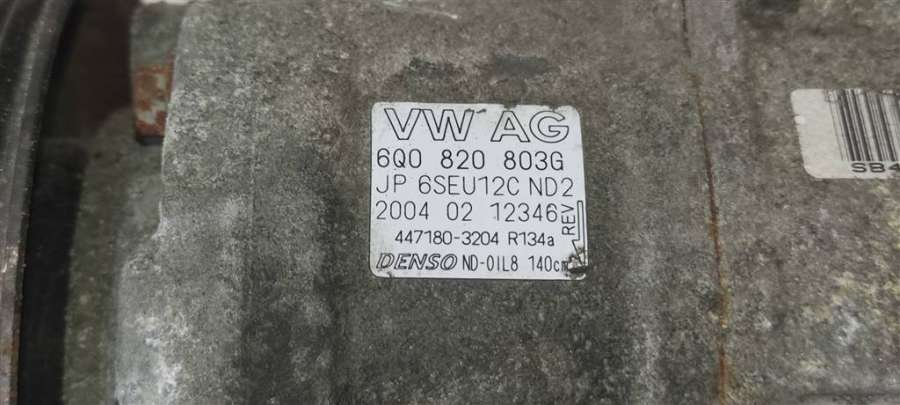 VW AG
6Q0 820 803G
JP 6SEU12C ND2
2004 02 12346
REV
447180-3204 R134a
DENSO ND-OIL8 140cm
SB4